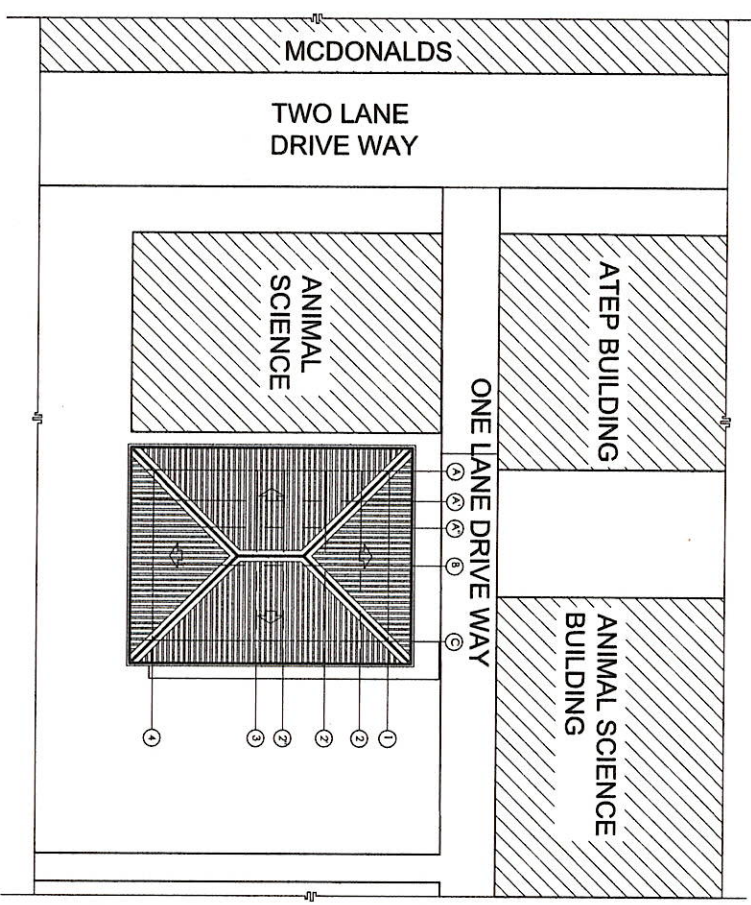 MCDONALDS
TWO LANE
DRIVE WAY
ANIMAL
SCIENCE
ATEP BUILDING
ONE LANE DRIVE WAY
ANIMAL SCIENCE
BUILDING
A
A'
A"
B
C
4
3
2"
2'
2
1